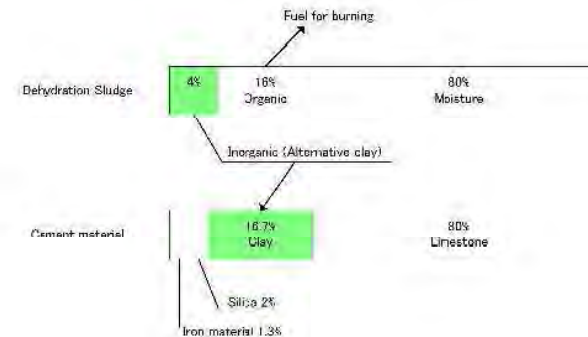 Fuel for burning
Dehydration Sludge
4%
16%
Organic
80%
Moisture
Inorganic (Alternative clay)
Cement material
16.7%
Clay
80%
Limestone
Silica 2%
Iron material 1.3%